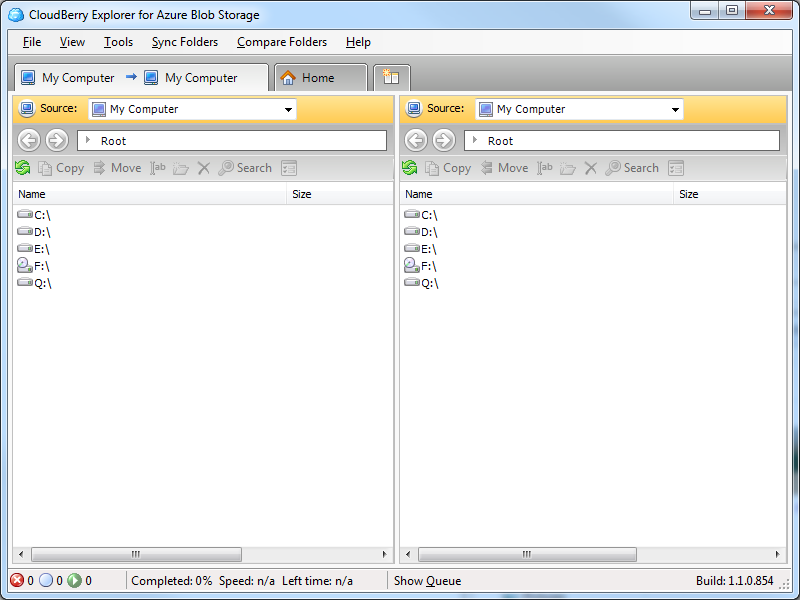 CloudBerry Explorer for Azure Blob Storage
File View Tools Sync Folders Compare Folders Help
My Computer My Computer Home
Source: My Computer
Root
Copy Move ab Search
Name Size
C:\
D:\
E:\
F:\
Q:\
Source: My Computer
Root
Copy Move ab Search
Name Size
C:\
D:\
E:\
F:\
Q:\
0 0 0 Completed: 0% Speed: n/a Left time: n/a Show Queue Build: 1.1.0.854